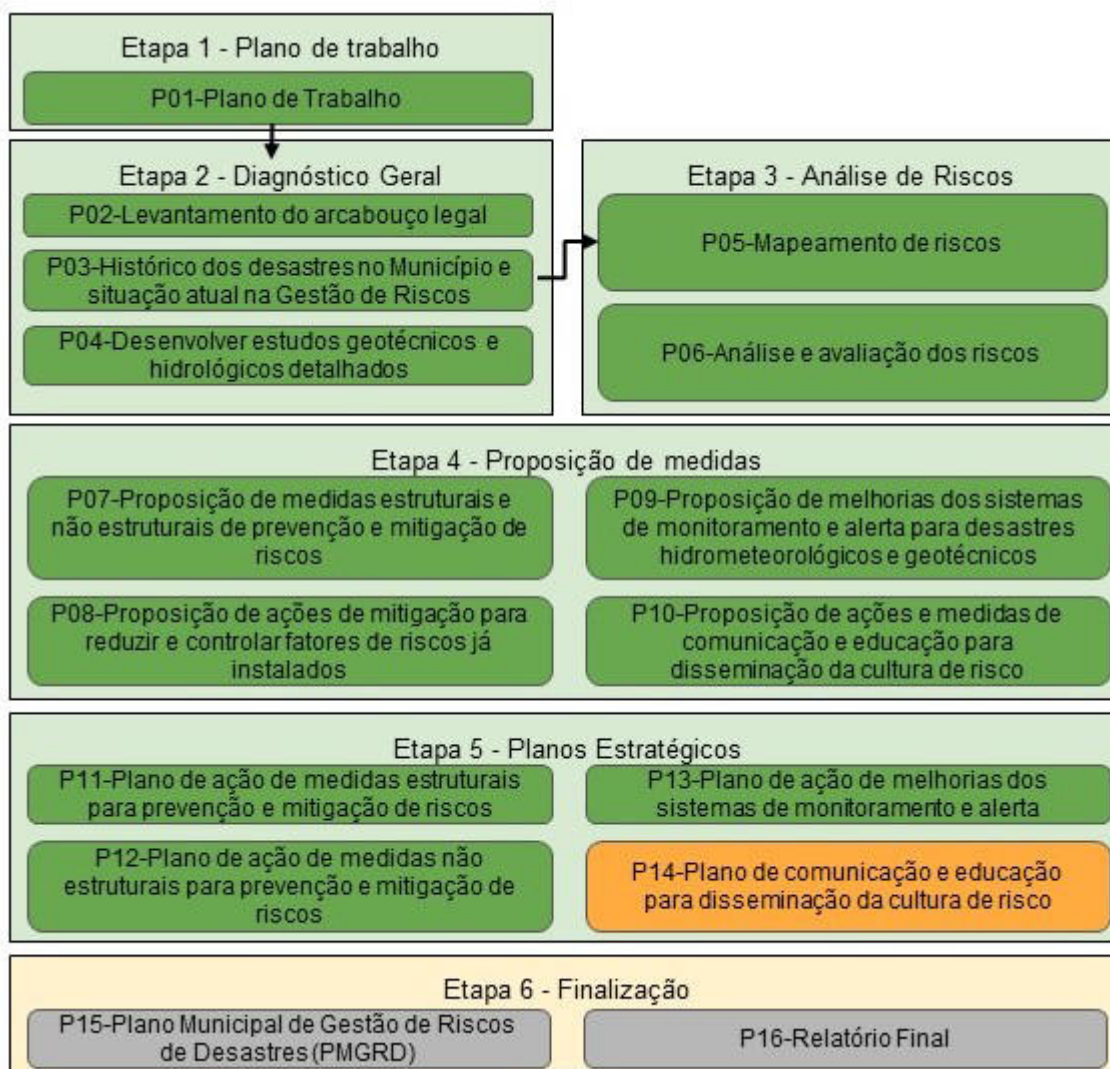 Etapa 1 - Plano de trabalho
P01-Plano de Trabalho
Etapa 2 - Diagnóstico Geral
P02-Levantamento do arcabouço legal
P03-Histórico dos desastres no Município e
situação atual na Gestão de Riscos
P04-Desenvolver estudos geotécnicos e
hidrológicos detalhados
Etapa 3 - Análise de Riscos
P05-Mapeamento de riscos
P06-Análise e avaliação dos riscos
Etapa 4 - Proposição de medidas
P07-Proposição de medidas estruturais e
não estruturais de prevenção e mitigação de
riscos
P09-Proposição de melhorias dos sistemas
de monitoramento e alerta para desastres
hidrometeorológicos e geotécnicos
P08-Proposição de ações de mitigação para
reduzir e controlar fatores de riscos já
instalados
P10-Proposição de ações e medidas de
comunicação e educação para
disseminação da cultura de risco
Etapa 5 - Planos Estratégicos
P11-Plano de ação de medidas estruturais
para prevenção e mitigação de riscos
P13-Plano de ação de melhorias dos
sistemas de monitoramento e alerta
P12-Plano de ação de medidas não
estruturais para prevenção e mitigação de
riscos
P14-Plano de comunicação e educação
para disseminação da cultura de risco
Etapa 6 - Finalização
P15-Plano Municipal de Gestão de Riscos
de Desastres (PMGRD)
P16-Relatório Final